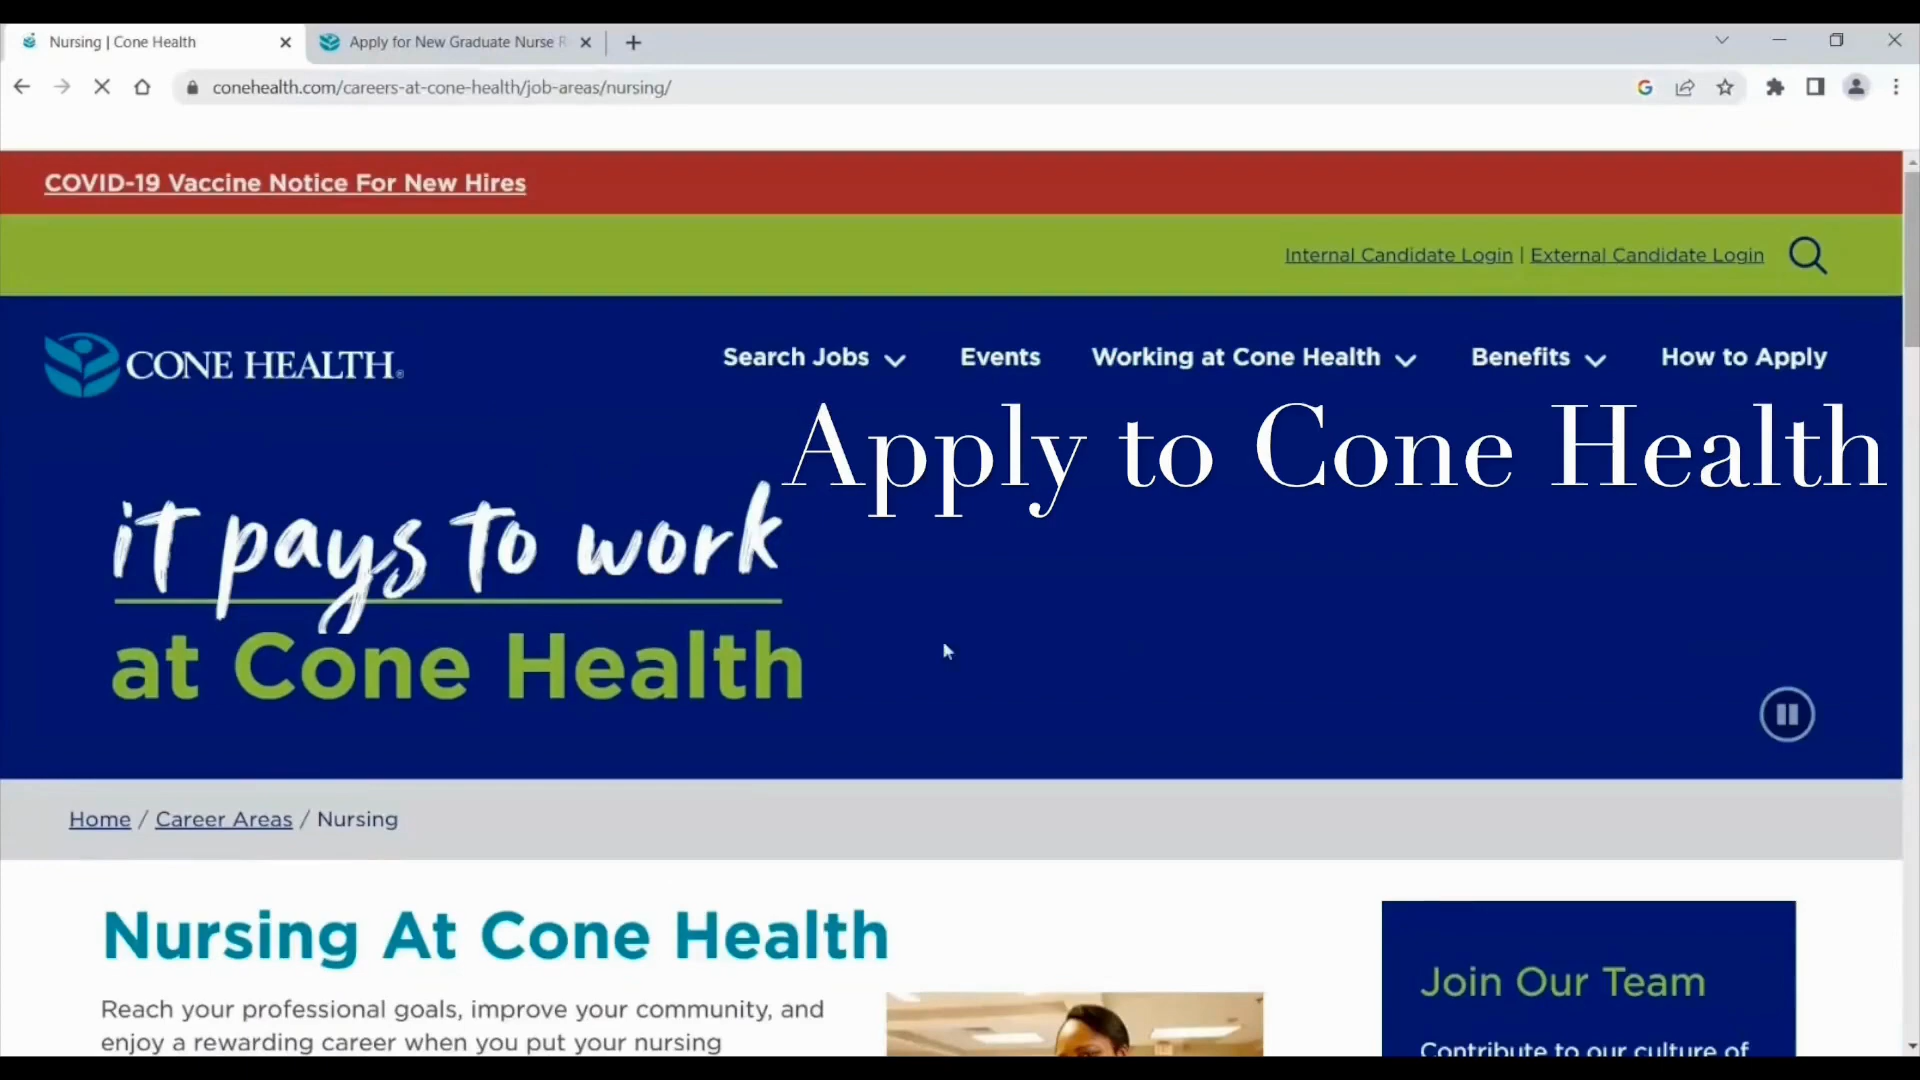 Nursing | Cone Health
Apply for New Graduate Nurse R
conehealth.com/careers-at-cone-health/job-areas/nursing/
COVID-19 Vaccine Notice For New Hires
Internal Candidate Login | External Candidate Login
CONE HEALTH®
Search Jobs Events Working at Cone Health Benefits How to Apply
Apply to Cone Health
it pays to work
at Cone Health
Home / Career Areas / Nursing
Nursing At Cone Health
Reach your professional goals, improve your community, and
enjoy a rewarding career when you put your nursing
Join Our Team
Contribute to our culture of